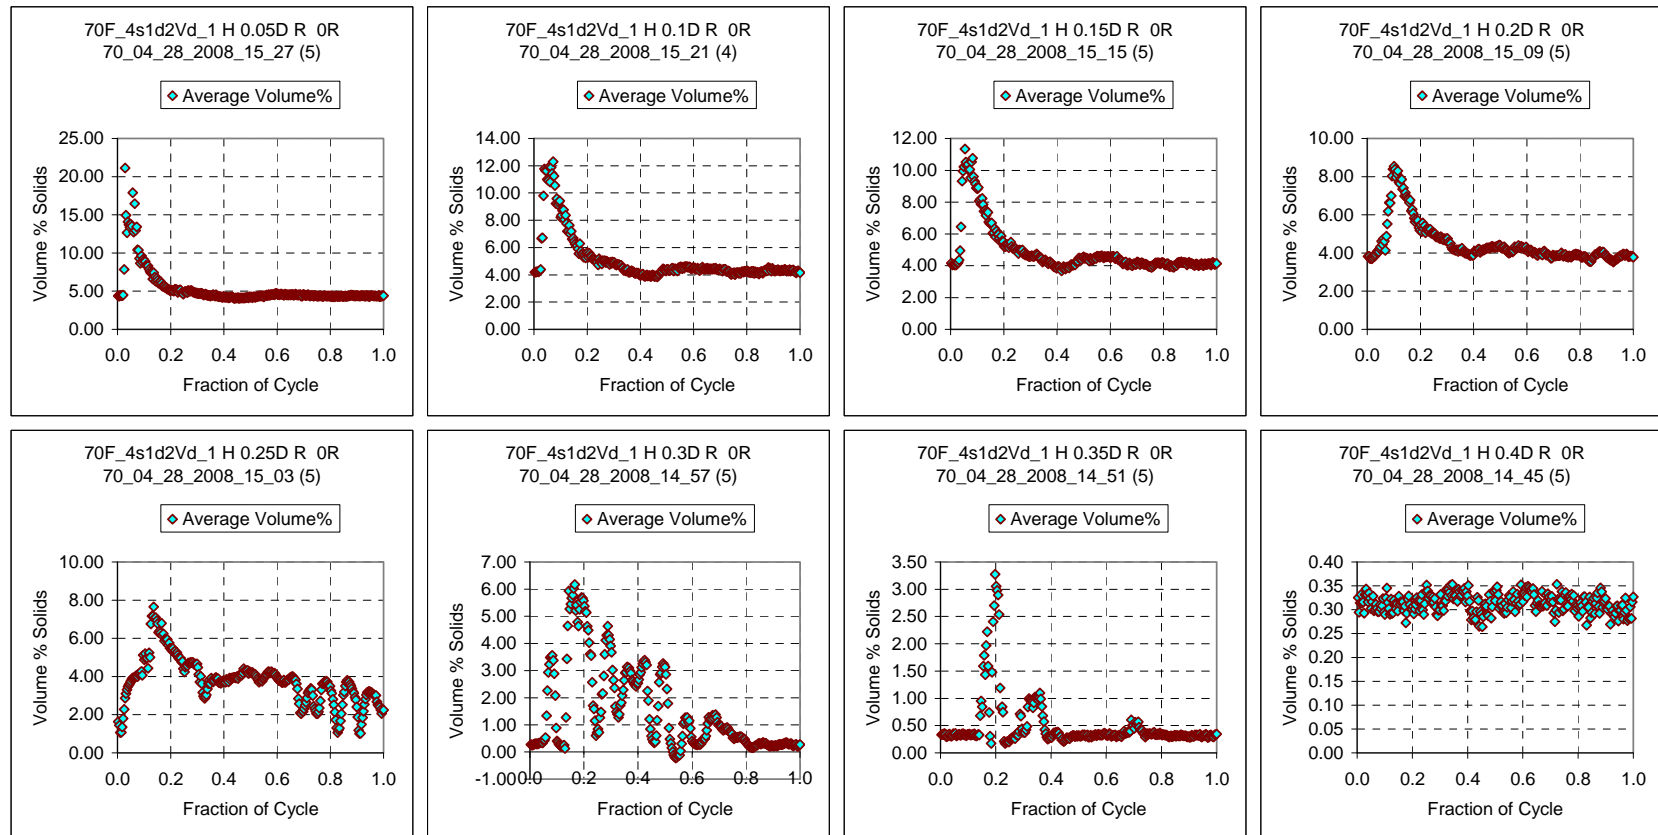 70F_4s1d2Vd_1 H 0.05D R  0R
70_04_28_2008_15_27 (5)
Average Volume%
25.00
20.00
15.00
10.00
5.00
0.00
Volume % Solids
0.0 0.2 0.4 0.6 0.8 1.0
Fraction of Cycle
70F_4s1d2Vd_1 H 0.1D R  0R
70_04_28_2008_15_21 (4)
Average Volume%
14.00
12.00
10.00
8.00
6.00
4.00
2.00
0.00
Volume % Solids
0.0 0.2 0.4 0.6 0.8 1.0
Fraction of Cycle
70F_4s1d2Vd_1 H 0.15D R  0R
70_04_28_2008_15_15 (5)
Average Volume%
12.00
10.00
8.00
6.00
4.00
2.00
0.00
Volume % Solids
0.0 0.2 0.4 0.6 0.8 1.0
Fraction of Cycle
70F_4s1d2Vd_1 H 0.2D R  0R
70_04_28_2008_15_09 (5)
Average Volume%
10.00
8.00
6.00
4.00
2.00
0.00
Volume % Solids
0.0 0.2 0.4 0.6 0.8 1.0
Fraction of Cycle
70F_4s1d2Vd_1 H 0.25D R  0R
70_04_28_2008_15_03 (5)
Average Volume%
10.00
8.00
6.00
4.00
2.00
0.00
Volume % Solids
0.0 0.2 0.4 0.6 0.8 1.0
Fraction of Cycle
70F_4s1d2Vd_1 H 0.3D R  0R
70_04_28_2008_14_57 (5)
Average Volume%
7.00
6.00
5.00
4.00
3.00
2.00
1.00
0.00
-1.00
Volume % Solids
0.0 0.2 0.4 0.6 0.8 1.0
Fraction of Cycle
70F_4s1d2Vd_1 H 0.35D R  0R
70_04_28_2008_14_51 (5)
Average Volume%
3.50
3.00
2.50
2.00
1.50
1.00
0.50
0.00
Volume % Solids
0.0 0.2 0.4 0.6 0.8 1.0
Fraction of Cycle
70F_4s1d2Vd_1 H 0.4D R  0R
70_04_28_2008_14_45 (5)
Average Volume%
0.40
0.35
0.30
0.25
0.20
0.15
0.10
0.05
0.00
Volume % Solids
0.0 0.2 0.4 0.6 0.8 1.0
Fraction of Cycle